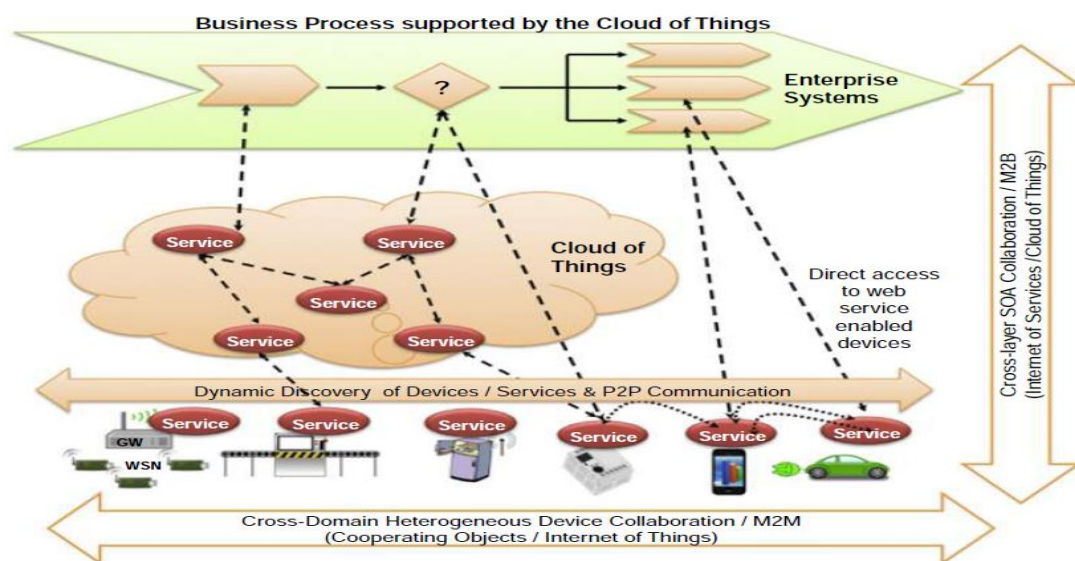 Business Process supported by the Cloud of Things
?
Enterprise
Systems
Service
Service
Cloud of
Things
Service
Service
Service
Direct access
to web
service
enabled
devices
Dynamic Discovery of Devices / Services & P2P Communication
Service
Service
Service
Service
Service
Service
GW
WSN
Cross-Domain Heterogeneous Device Collaboration / M2M
(Cooperating Objects / Internet of Things)
Cross-layer SOA Collaboration / M2B
(Internet of Services /Cloud of Things)